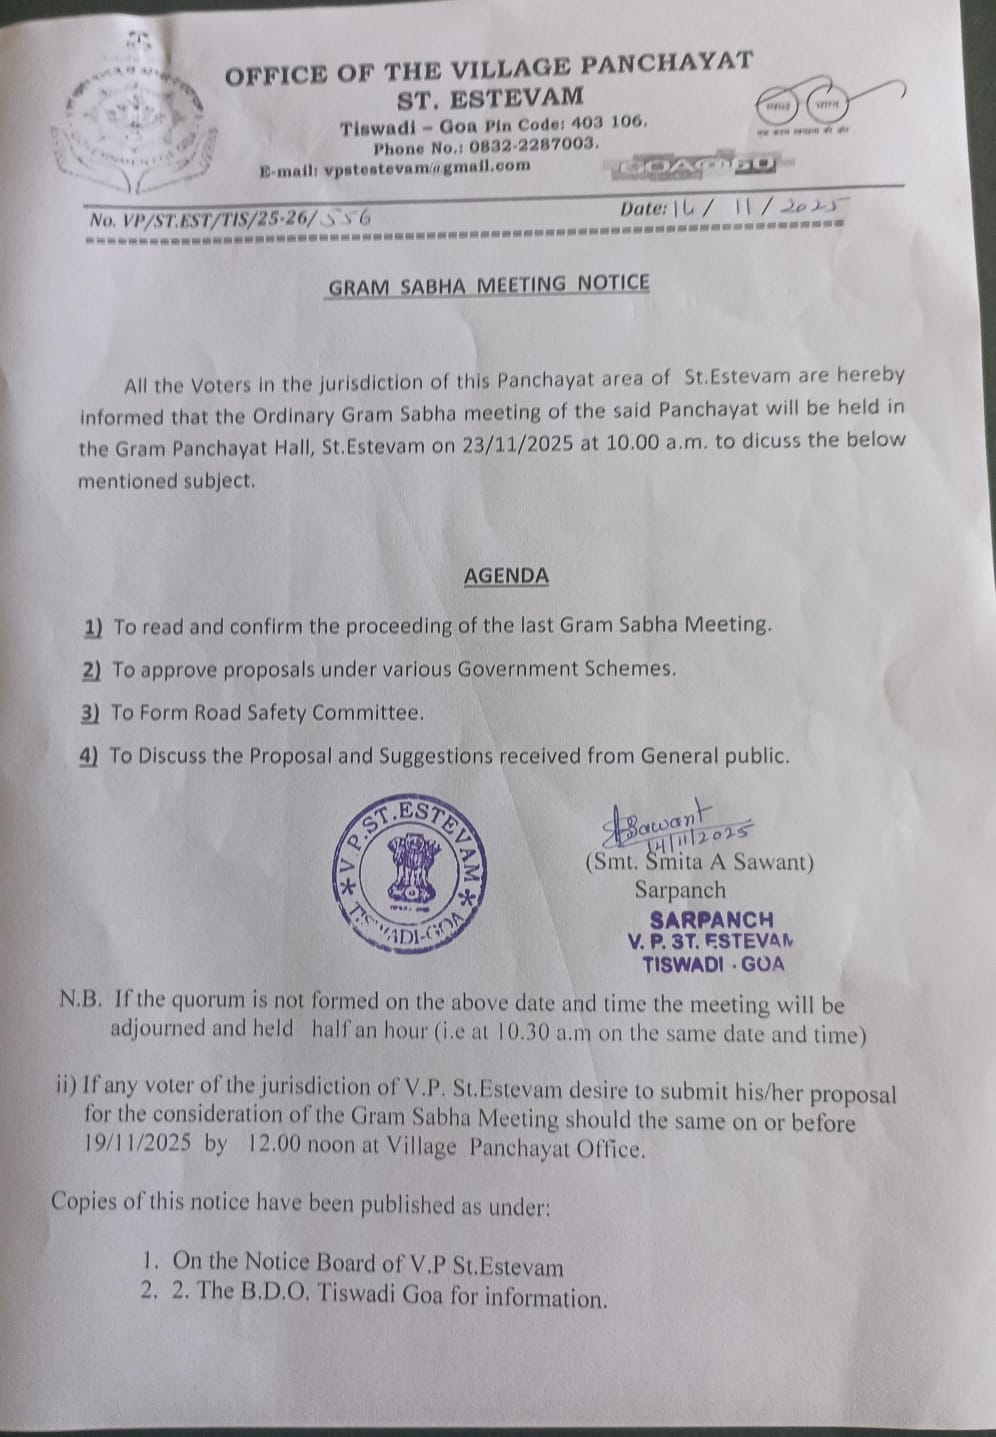 OFFICE OF THE VILLAGE PANCHAYAT
ST. ESTEVAM
Tiswadi – Goa Pin Code: 403 106.
Phone No.: 0832-2287003.
E-mail: vpstestevam@gmail.com
No. VP/ST.EST/TIS/25-26/556
Date: 14/11/2025
GRAM SABHA MEETING NOTICE
All the Voters in the jurisdiction of this Panchayat area of St.Estevam are hereby
informed that the Ordinary Gram Sabha meeting of the said Panchayat will be held in
the Gram Panchayat Hall, St.Estevam on 23/11/2025 at 10.00 a.m. to dicuss the below
mentioned subject.
AGENDA
1) To read and confirm the proceeding of the last Gram Sabha Meeting.
2) To approve proposals under various Government Schemes.
3) To Form Road Safety Committee.
4) To Discuss the Proposal and Suggestions received from General public.
V.P.ST.ESTEVAM
TISWADI-GOA
ASawant
14/11/2025
(Smt. Smita A Sawant)
Sarpanch
SARPANCH
V. P. ST. ESTEVAM
TISWADI - GOA
N.B. If the quorum is not formed on the above date and time the meeting will be
adjourned and held half an hour (i.e at 10.30 a.m on the same date and time)
ii) If any voter of the jurisdiction of V.P. St.Estevam desire to submit his/her proposal
for the consideration of the Gram Sabha Meeting should the same on or before
19/11/2025 by 12.00 noon at Village Panchayat Office.
Copies of this notice have been published as under:
1. On the Notice Board of V.P St.Estevam
2. 2. The B.D.O. Tiswadi Goa for information.